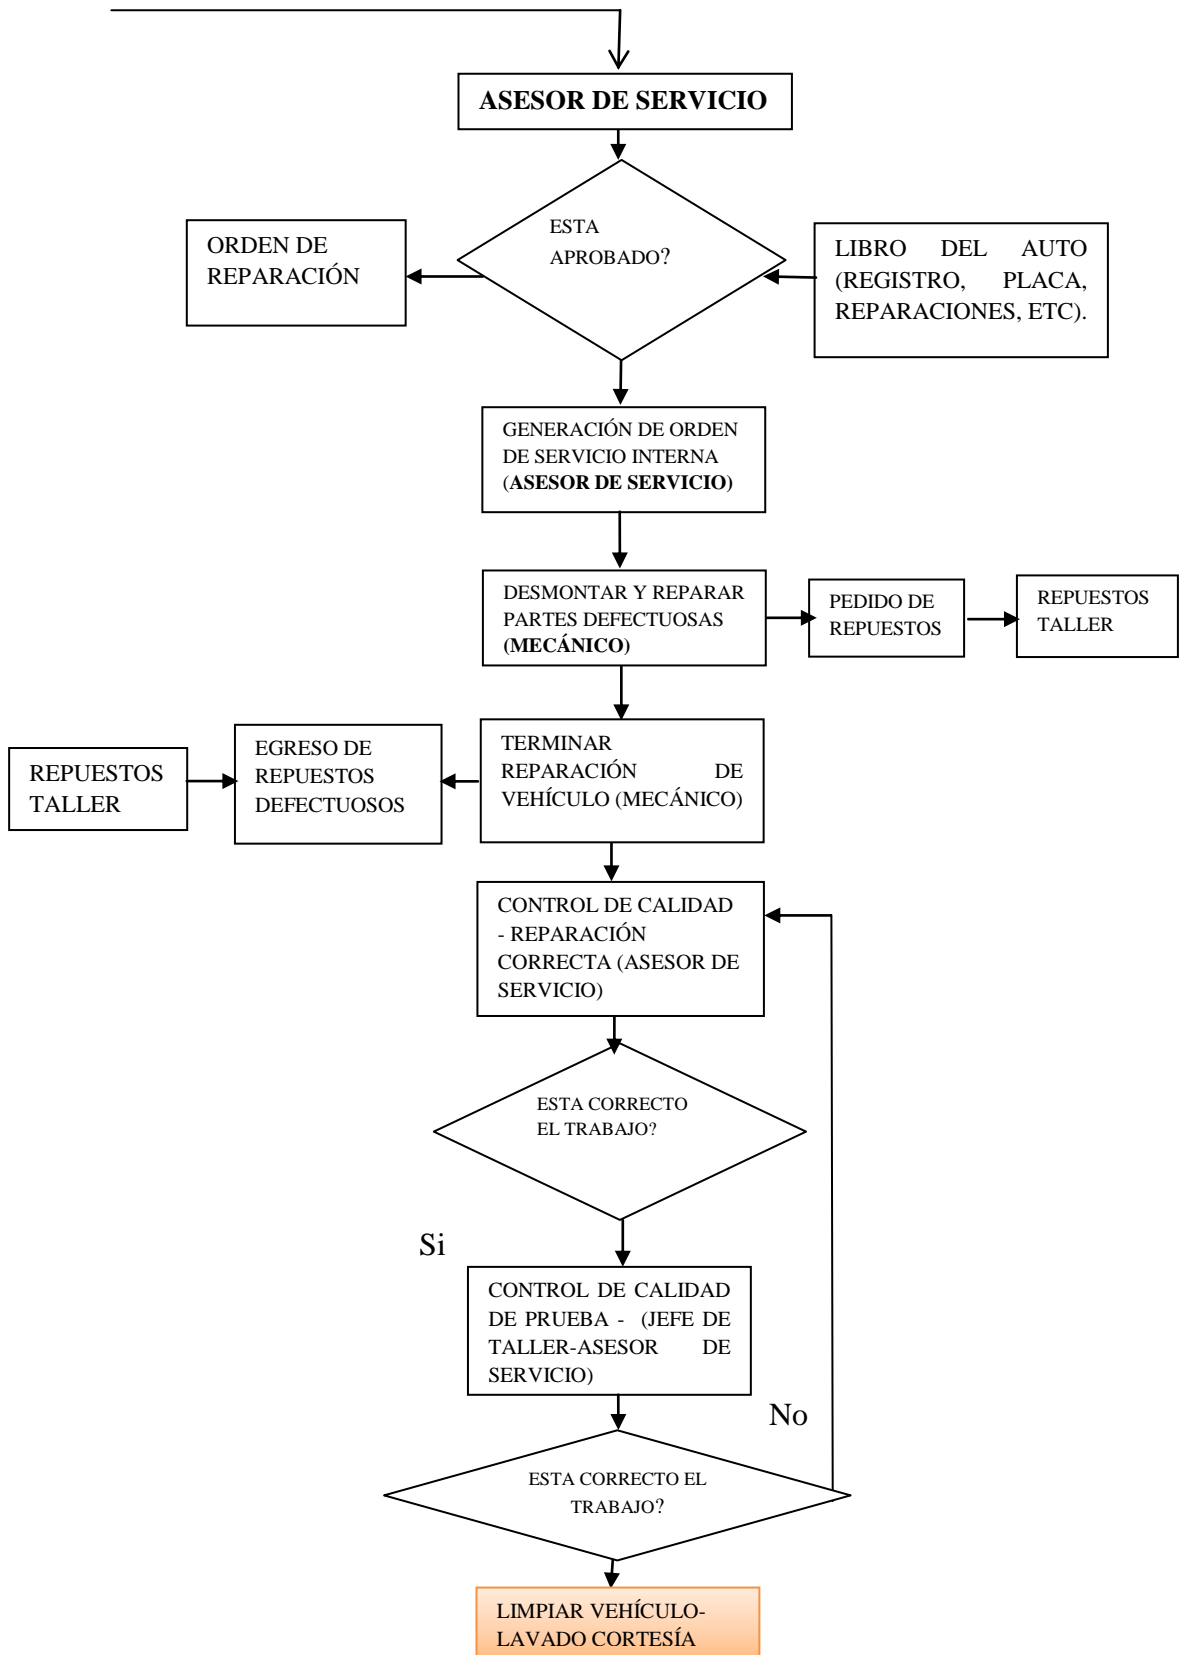 ASESOR DE SERVICIO
ESTA
APROBADO?
ORDEN DE
REPARACIÓN
LIBRO DEL AUTO
(REGISTRO, PLACA,
REPARACIONES, ETC).
GENERACIÓN DE ORDEN
DE SERVICIO INTERNA
(ASESOR DE SERVICIO)
DESMONTAR Y REPARAR
PARTES DEFECTUOSAS
(MECÁNICO)
PEDIDO DE
REPUESTOS
REPUESTOS
TALLER
TERMINAR
REPARACIÓN DE
VEHÍCULO (MECÁNICO)
EGRESO DE
REPUESTOS
DEFECTUOSOS
REPUESTOS
TALLER
CONTROL DE CALIDAD
- REPARACIÓN
CORRECTA (ASESOR DE
SERVICIO)
ESTA CORRECTO
EL TRABAJO?
Si
CONTROL DE CALIDAD
DE PRUEBA - (JEFE DE
TALLER-ASESOR DE
SERVICIO)
No
ESTA CORRECTO EL
TRABAJO?
LIMPIAR VEHÍCULO-
LAVADO CORTESÍA